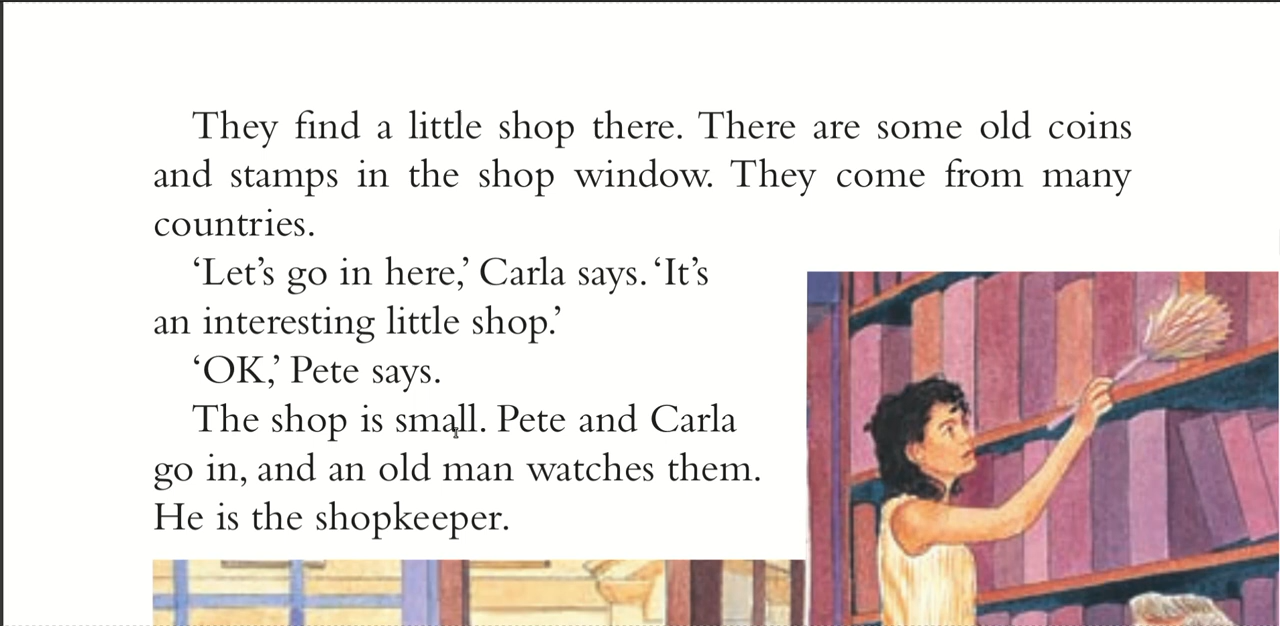 They find a little shop there. There are some old coins
and stamps in the shop window. They come from many
countries.
‘Let’s go in here,’ Carla says. ‘It’s
an interesting little shop.’
‘OK,’ Pete says.
The shop is small. Pete and Carla
go in, and an old man watches them.
He is the shopkeeper.